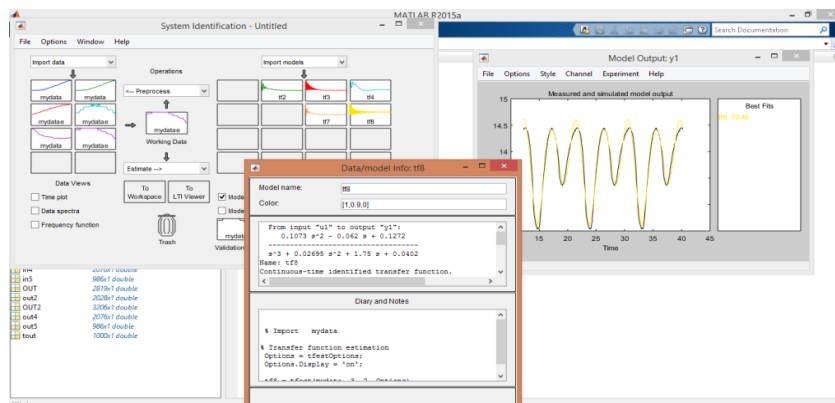 MATLAB R2015a
Search Documentation
System Identification - Untitled
File Options Window Help
Import data
Import models
Operations
<-- Preprocess
mydata mydata
mydatae mydatae
mydatae mydatae
tf2 tf3 tf4
tf7 tf8
mydatae
Working Data
Estimate -->
Data Views
Time plot
Data spectra
Frequency function
To Workspace
To LTI Viewer
Trash
Validation
Model Output: y1
File Options Style Channel Experiment Help
Measured and simulated model output
15
14.5
15 20 25 30 35 40 45
Time
Best Fits
Data/model Info: tf8
Model name: tf8
Color: [1,0.9,0]
From input "u1" to output "y1":
0.1073 s^2 - 0.062 s + 0.1272
----------------------------------
s^3 + 0.02695 s^2 + 1.75 s + 0.0402
Name: tf8
Continuous-time identified transfer function.
Diary and Notes
% Import mydata
% Transfer function estimation
Options = tfestOptions;
Options.Display = 'on';
in4 2076x1 double
in5 986x1 double
OUT 2819x1 double
out2 2028x1 double
OUT2 3206x1 double
out4 2076x1 double
out5 986x1 double
tout 1000x1 double